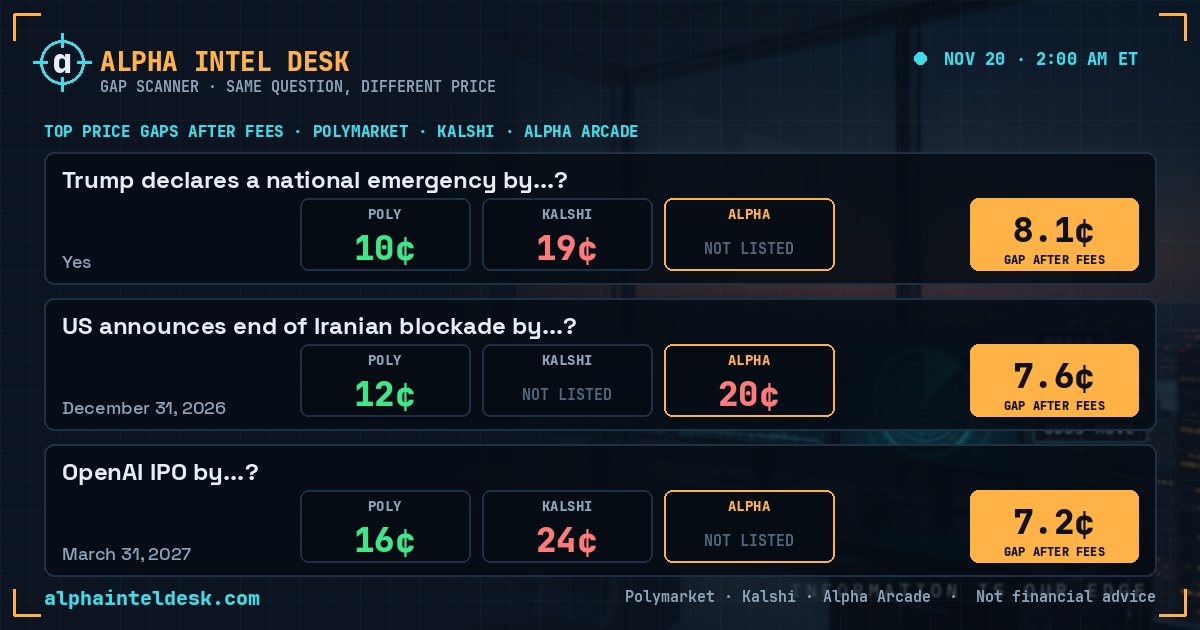 a
ALPHA INTEL DESK
GAP SCANNER · SAME QUESTION, DIFFERENT PRICE
NOV 20 · 2:00 AM ET
TOP PRICE GAPS AFTER FEES · POLYMARKET · KALSHI · ALPHA ARCADE
Trump declares a national emergency by...?
Yes
POLY
10¢
KALSHI
19¢
ALPHA
NOT LISTED
8.1¢
GAP AFTER FEES
US announces end of Iranian blockade by...?
December 31, 2026
POLY
12¢
KALSHI
NOT LISTED
ALPHA
20¢
7.6¢
GAP AFTER FEES
OpenAI IPO by...?
March 31, 2027
POLY
16¢
KALSHI
24¢
ALPHA
NOT LISTED
7.2¢
GAP AFTER FEES
INFORMATION IS OUR EDGE
alphainteldesk.com
Polymarket · Kalshi · Alpha Arcade · Not financial advice